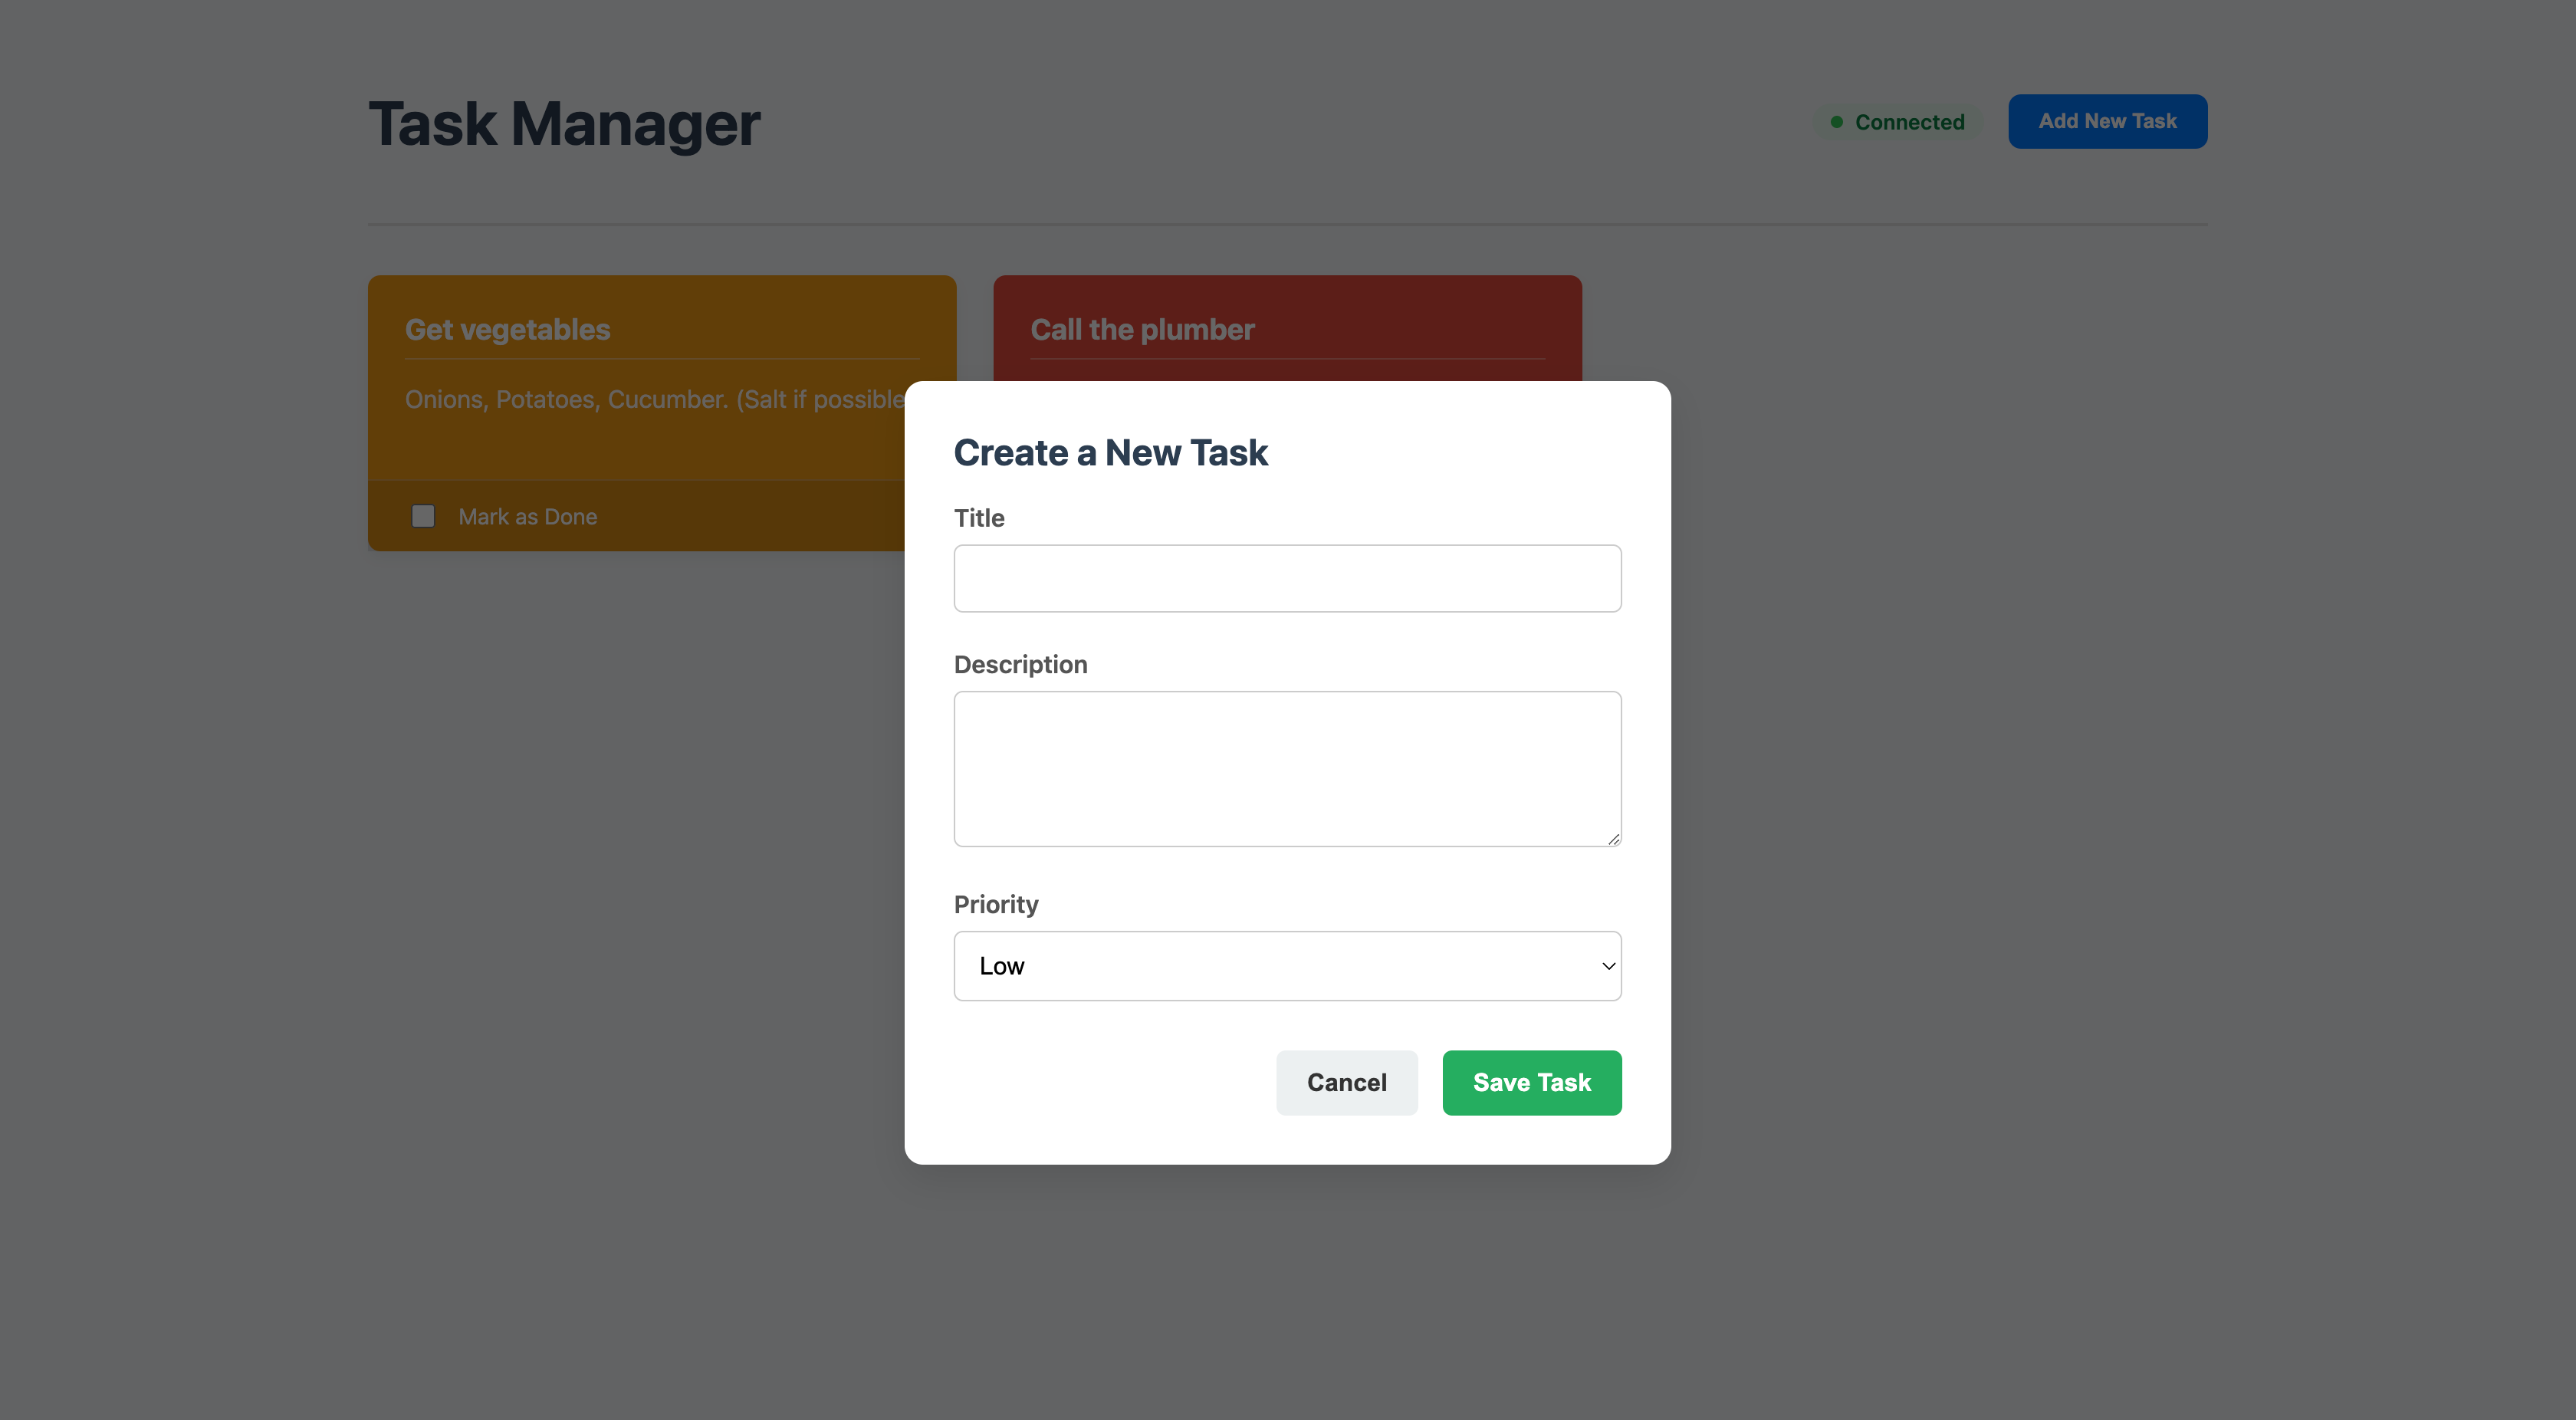 Task Manager
Connected
Add New Task
Get vegetables
Onions, Potatoes, Cucumber. (Salt if possible
Mark as Done
Call the plumber
Create a New Task
Title
Description
Priority
Low
Cancel
Save Task